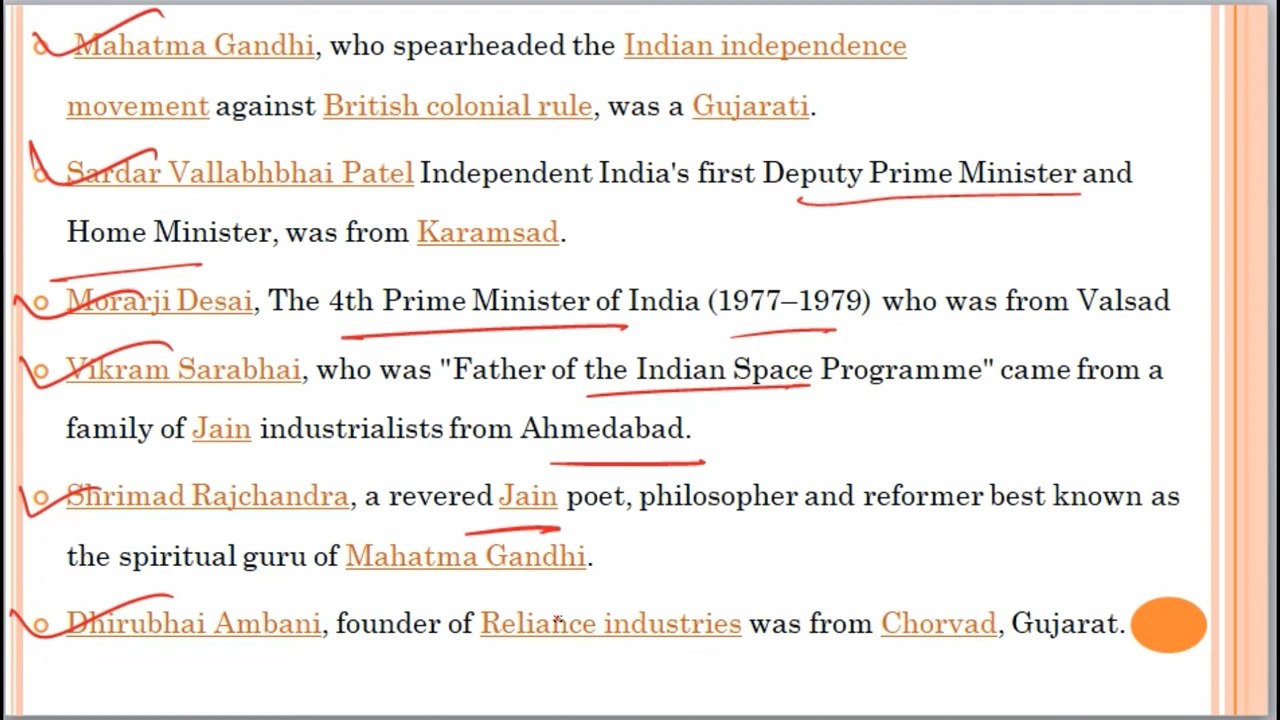 Mahatma Gandhi, who spearheaded the Indian independence
movement against British colonial rule, was a Gujarati.
Sardar Vallabhbhai Patel Independent India's first Deputy Prime Minister and
Home Minister, was from Karamsad.
Morarji Desai, The 4th Prime Minister of India (1977–1979) who was from Valsad
Vikram Sarabhai, who was "Father of the Indian Space Programme" came from a
family of Jain industrialists from Ahmedabad.
Shrimad Rajchandra, a revered Jain poet, philosopher and reformer best known as
the spiritual guru of Mahatma Gandhi.
Dhirubhai Ambani, founder of Reliance industries was from Chorvad, Gujarat.